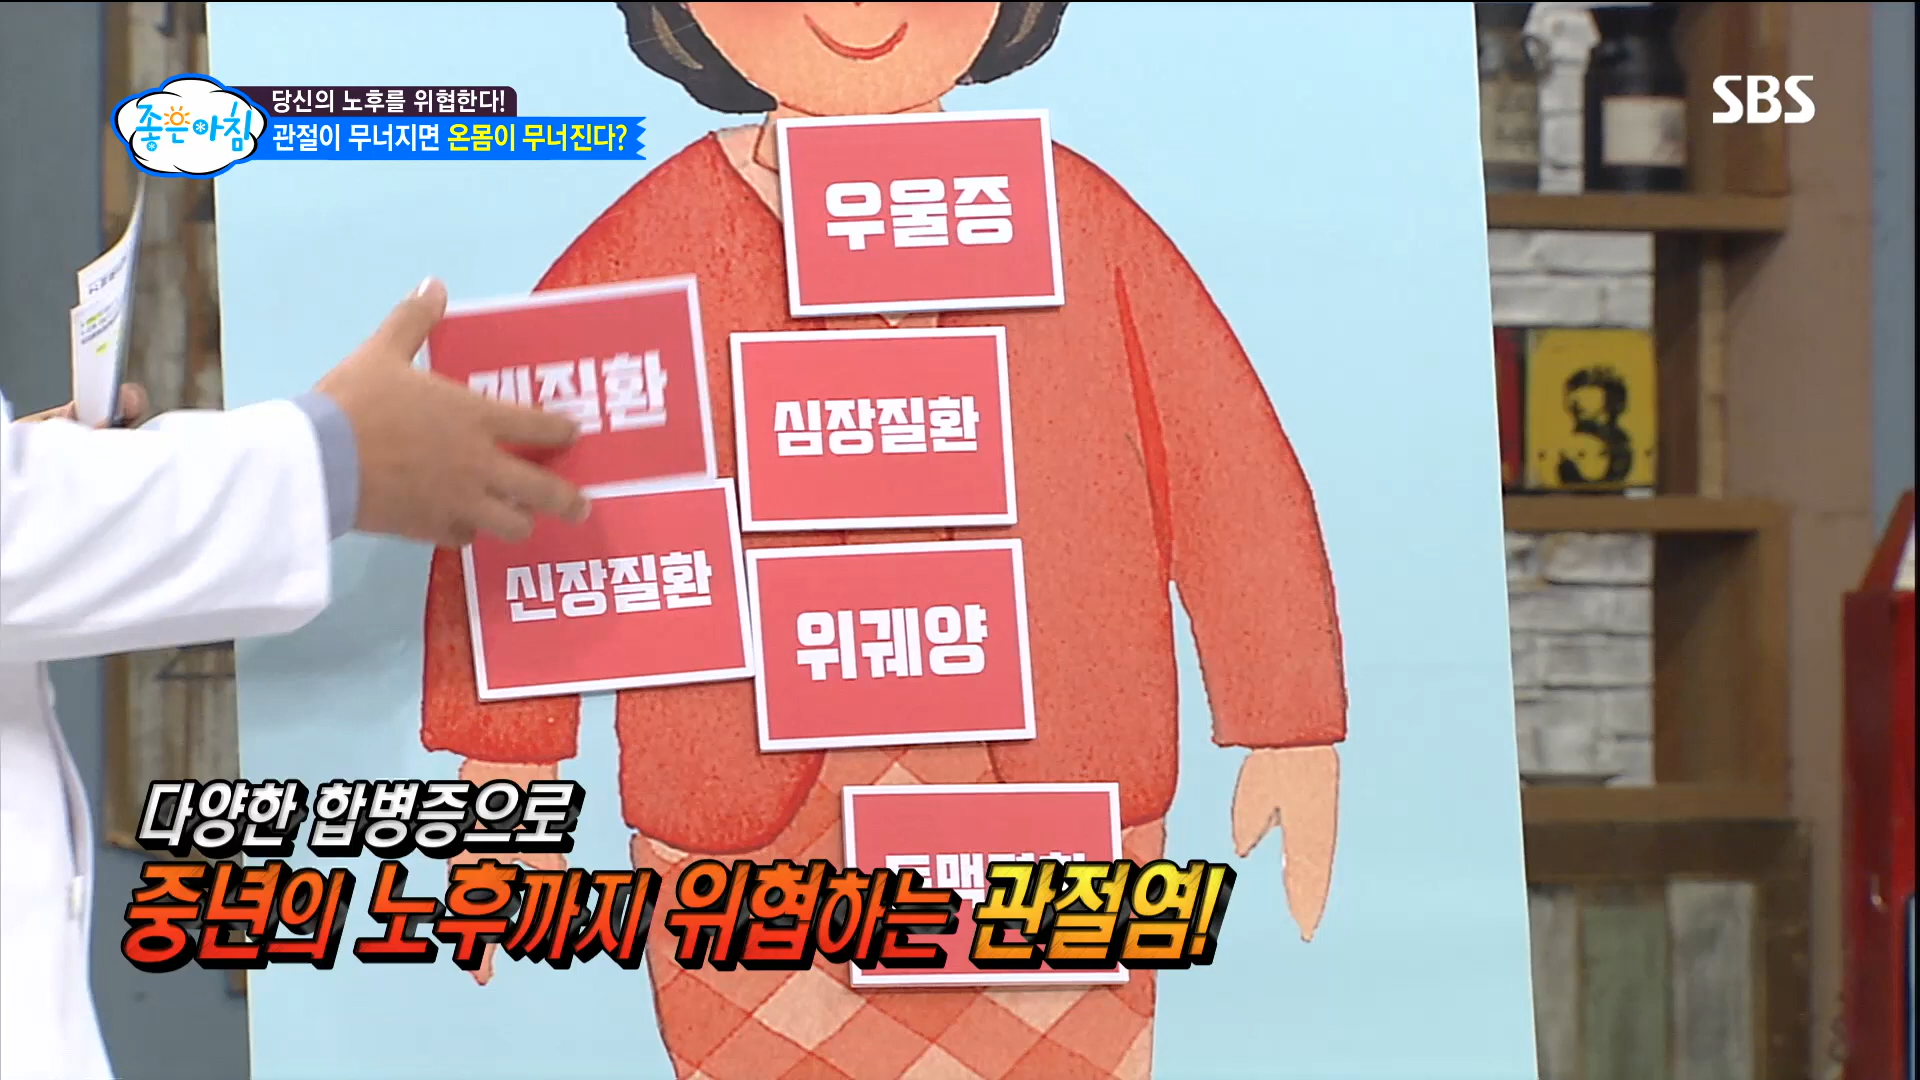 당신의 노후를 위협한다!
좋은아침
관절이 무너지면 온몸이 무너진다?
SBS
우울증
질환
심장질환
신장질환
위궤양
3
다양한 합병증으로
중년의 노후까지 위협하는 관절염!